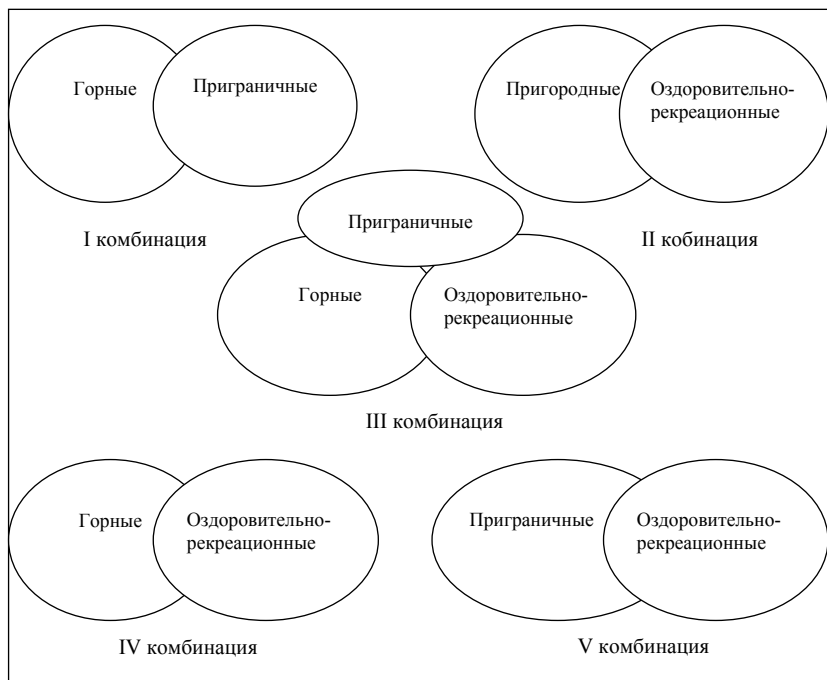 Горные
Приграничные
I комбинация
Пригородные
Оздоровительно-
рекреационные
II кобинация
Приграничные
Горные
Оздоровительно-
рекреационные
III комбинация
Горные
Оздоровительно-
рекреационные
IV комбинация
Приграничные
Оздоровительно-
рекреационные
V комбинация